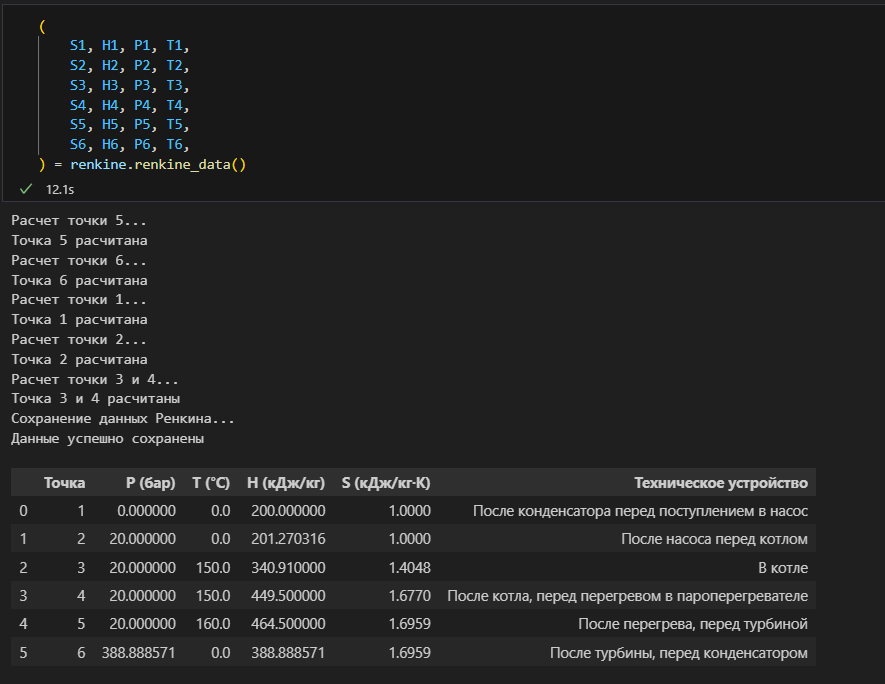 (
S1, H1, P1, T1,
S2, H2, P2, T2,
S3, H3, P3, T3,
S4, H4, P4, T4,
S5, H5, P5, T5,
S6, H6, P6, T6,
) = renkine.renkine_data()
12.1s
Расчет точки 5...
Точка 5 расчитана
Расчет точки 6...
Точка 6 расчитана
Расчет точки 1...
Точка 1 расчитана
Расчет точки 2...
Точка 2 расчитана
Расчет точки 3 и 4...
Точка 3 и 4 расчитаны
Сохранение данных Ренкина...
Данные успешно сохранены
Точка P (бар) T (°C) H (кДж/кг) S (кДж/кг·К) Техническое устройство
0 1 0.000000 0.0 200.000000 1.0000 После конденсатора перед поступлением в насос
1 2 20.000000 0.0 201.270316 1.0000 После насоса перед котлом
2 3 20.000000 150.0 340.910000 1.4048 В котле
3 4 20.000000 150.0 449.500000 1.6770 После котла, перед перегревом в пароперегревателе
4 5 20.000000 160.0 464.500000 1.6959 После перегрева, перед турбиной
5 6 388.888571 0.0 388.888571 1.6959 После турбины, перед конденсатором